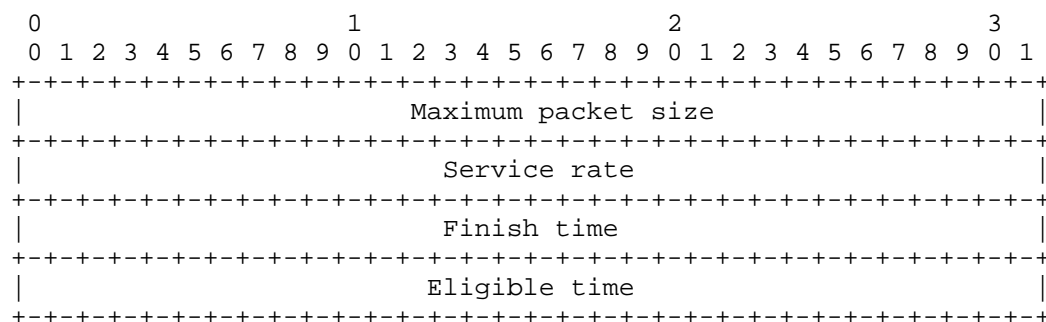 0                   1                   2                   3
 0 1 2 3 4 5 6 7 8 9 0 1 2 3 4 5 6 7 8 9 0 1 2 3 4 5 6 7 8 9 0 1
+-+-+-+-+-+-+-+-+-+-+-+-+-+-+-+-+-+-+-+-+-+-+-+-+-+-+-+-+-+-+-+-+
|                      Maximum packet size                      |
+-+-+-+-+-+-+-+-+-+-+-+-+-+-+-+-+-+-+-+-+-+-+-+-+-+-+-+-+-+-+-+-+
|                         Service rate                          |
+-+-+-+-+-+-+-+-+-+-+-+-+-+-+-+-+-+-+-+-+-+-+-+-+-+-+-+-+-+-+-+-+
|                         Finish time                           |
+-+-+-+-+-+-+-+-+-+-+-+-+-+-+-+-+-+-+-+-+-+-+-+-+-+-+-+-+-+-+-+-+
|                        Eligible time                          |
+-+-+-+-+-+-+-+-+-+-+-+-+-+-+-+-+-+-+-+-+-+-+-+-+-+-+-+-+-+-+-+-+